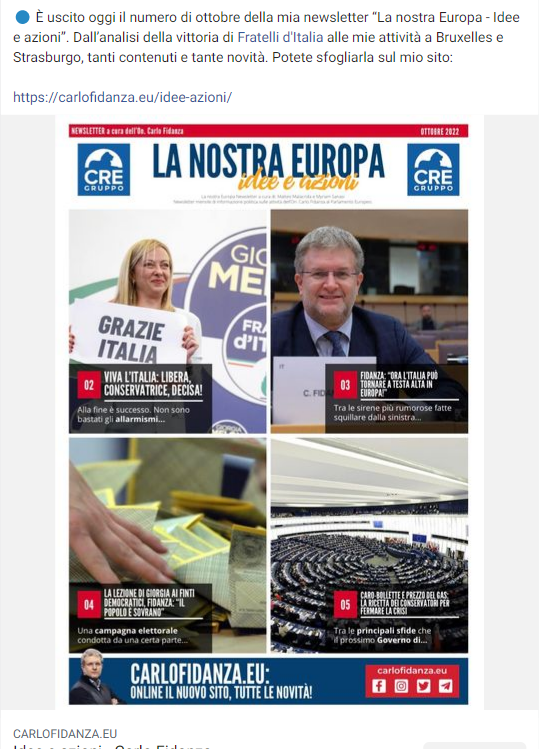 È uscito oggi il numero di ottobre della mia newsletter “La nostra Europa - Idee
e azioni”. Dall'analisi della vittoria di Fratelli d'Italia alle mie attività a Bruxelles e
Strasburgo, tanti contenuti e tante novità. Potete sfogliarla sul mio sito:
https://carlofidanza.eu/idee-azioni/
NEWSLETTER a cura dell'On. Carlo Fidanza
OTTOBRE 2022
CRE
GRUPPO
LA NOSTRA EUROPA
idee e azioni
CRE
GRUPPO
GRAZIE
ITALIA
GIO
ME
FRA
d'IT
02
VIVA L'ITALIA: LIBERA,
CONSERVATRICE, DECISA!
Alla fine è successo. Non sono
bastati gli allarmismi...
C. FID
03
FIDANZA: "ORA L'ITALIA PUÒ
TORNARE A TESTA ALTA IN
EUROPA!"
Tra le sirene più rumorose fatte
squillare dalla sinistra...
04
LA LEZIONE DI GIORGIA AI FINTI
DEMOCRATICI, FIDANZA: "IL
POPOLO È SOVRANO"
Una campagna elettorale
condotta da una certa parte...
05
CARO-BOLLETTE E PREZZO DEL GAS:
LA RICETTA DEI CONSERVATORI PER
FERMARE LA CRISI
Tra le principali sfide che
il prossimo Governo di...
CARLOFIDANZA.EU:
ONLINE IL NUOVO SITO, TUTTE LE NOVITÀ!
carlofidanza.eu
CARLOFIDANZA.EU